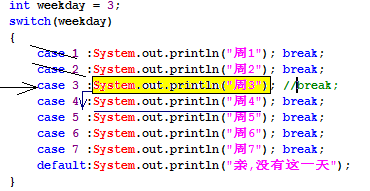 int weekday = 3;
switch(weekday)
{
case 1 :System.out.println("周1"); break;
case 2 :System.out.println("周2"); break;
case 3 :System.out.println("周3"); //break;
case 4 :System.out.println("周4"); break;
case 5 :System.out.println("周5"); break;
case 6 :System.out.println("周6"); break;
case 7 :System.out.println("周7"); break;
default:System.out.println("亲,没有这一天");
}